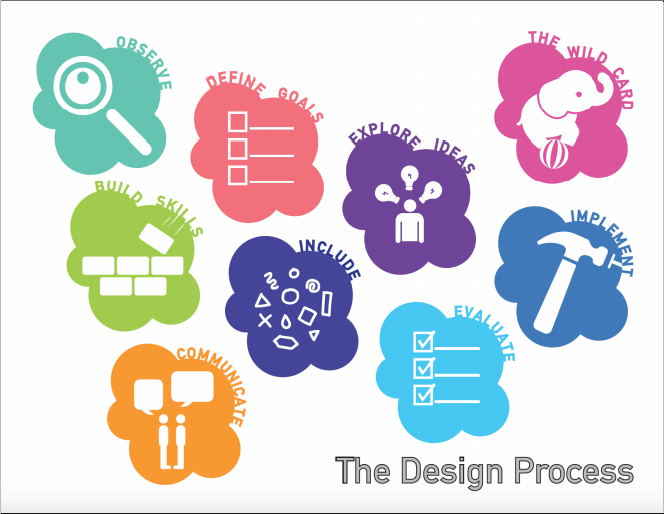 OBSERVE
DEFINE GOALS
THE WILD CARD
EXPLORE IDEAS
BUILD SKILLS
INCLUDE
IMPLEMENT
EVALUATE
COMMUNICATE
The Design Process